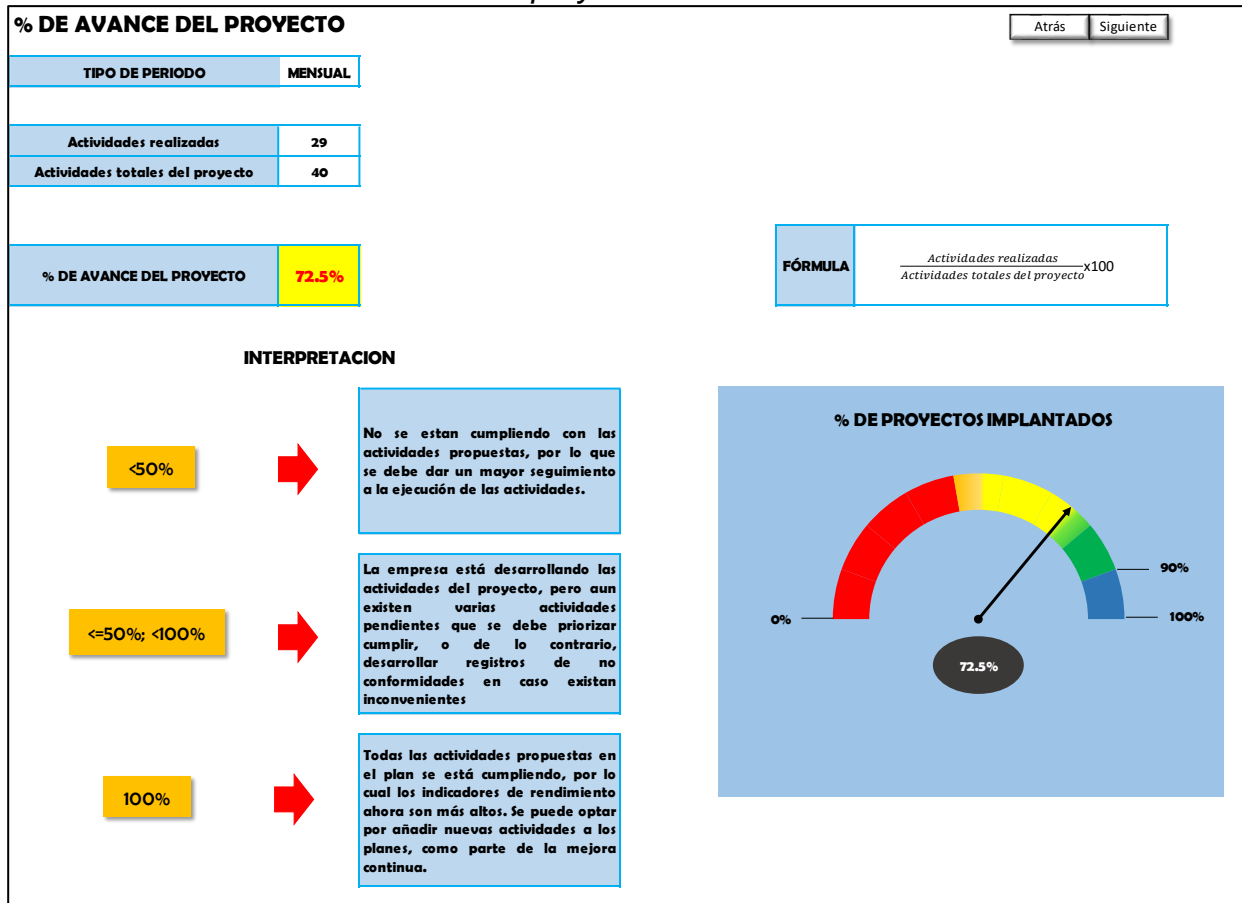 % DE AVANCE DEL PROYECTO
Atrás Siguiente
TIPO DE PERIODO MENSUAL
Actividades realizadas 29
Actividades totales del proyecto 40
% DE AVANCE DEL PROYECTO 72.5%
FÓRMULA
Actividades realizadas
Actividades totales del proyecto x100
INTERPRETACION
<50%
No se estan cumpliendo con las
actividades propuestas, por lo que
se debe dar un mayor seguimiento
a la ejecución de las actividades.
<=50%; <100%
La empresa está desarrollando las
actividades del proyecto, pero aun
existen varias actividades
pendientes que se debe priorizar
cumplir, o de lo contrario,
desarrollar registros de no
conformidades en caso existan
inconvenientes
100%
Todas las actividades propuestas en
el plan se está cumpliendo, por lo
cual los indicadores de rendimiento
ahora son más altos. Se puede optar
por añadir nuevas actividades a los
planes, como parte de la mejora
continua.
% DE PROYECTOS IMPLANTADOS
90%
0%
100%
72.5%